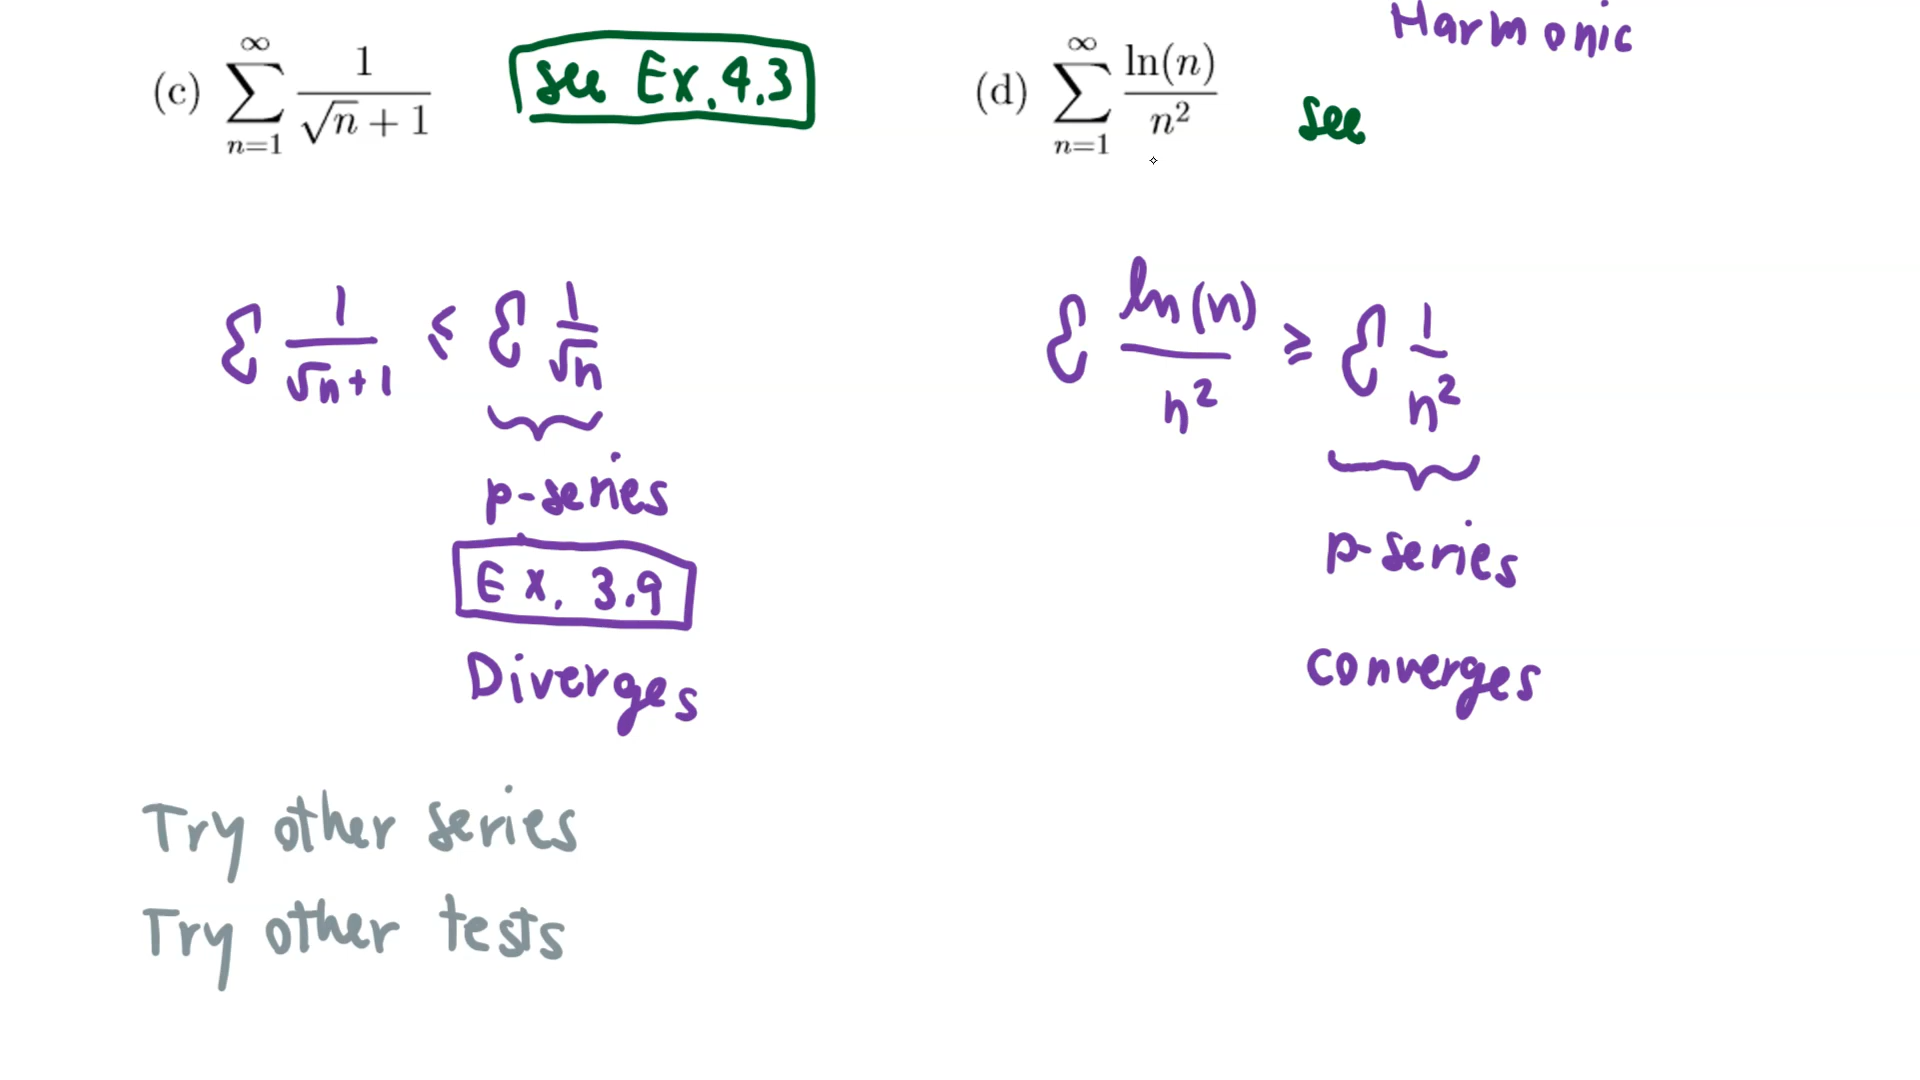 Harmonic
(c) ∑_{n=1}^{∞} 1/(√n + 1) see Ex. 4.3
(d) ∑_{n=1}^{∞} ln(n)/n² see
Σ 1/(√n+1) ≤ Σ 1/√n
p-series
Ex. 3.9
Diverges
Σ ln(n)/n² ≥ Σ 1/n²
p-series
converges
Try other series
Try other tests